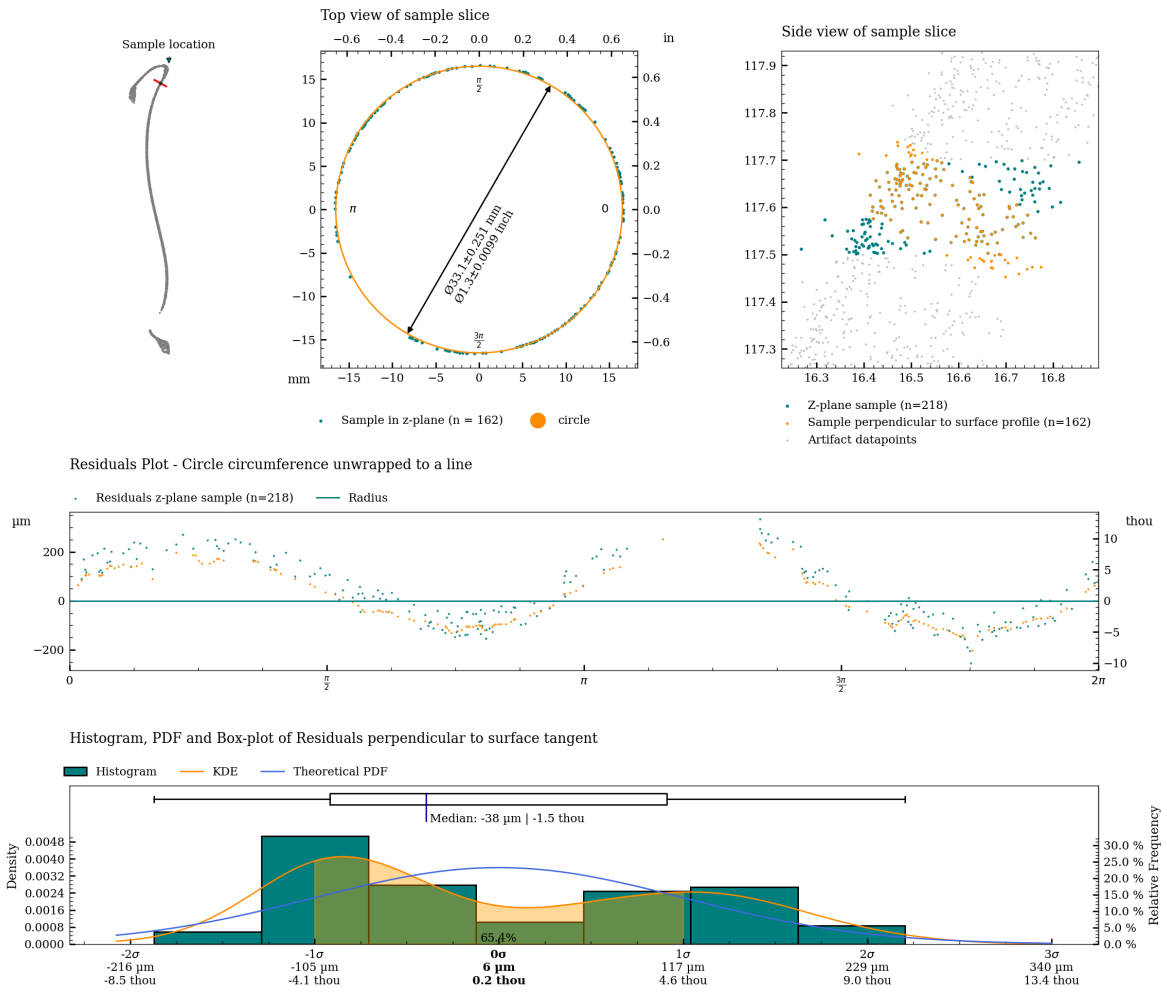 Sample location
Top view of sample slice
−0.6 −0.4 −0.2 0.0 0.2 0.4 0.6 in
15
10
5
0
−5
−10
−15
0.6
0.4
0.2
0.0
−0.2
−0.4
−0.6
π/2
π
0
3π/2
Ø33.1±0.251 mm
Ø1.3±0.0099 inch
mm −15 −10 −5 0 5 10 15
Sample in z-plane (n = 162) circle
Side view of sample slice
117.9
117.8
117.7
117.6
117.5
117.4
117.3
16.3 16.4 16.5 16.6 16.7 16.8
Z-plane sample (n=218)
Sample perpendicular to surface profile (n=162)
Artifact datapoints
Residuals Plot - Circle circumference unwrapped to a line
Residuals z-plane sample (n=218) Radius
µm
200
0
−200
thou
10
5
0
−5
−10
0 π/2 π 3π/2 2π
Histogram, PDF and Box-plot of Residuals perpendicular to surface tangent
Histogram KDE Theoretical PDF
Median: -38 µm | -1.5 thou
Density
0.0048
0.0040
0.0032
0.0024
0.0016
0.0008
0.0000
Relative Frequency
30.0 %
25.0 %
20.0 %
15.0 %
10.0 %
5.0 %
0.0 %
65.4%
-2σ -1σ 0σ 1σ 2σ 3σ
-216 µm -105 µm 6 µm 117 µm 229 µm 340 µm
-8.5 thou -4.1 thou 0.2 thou 4.6 thou 9.0 thou 13.4 thou